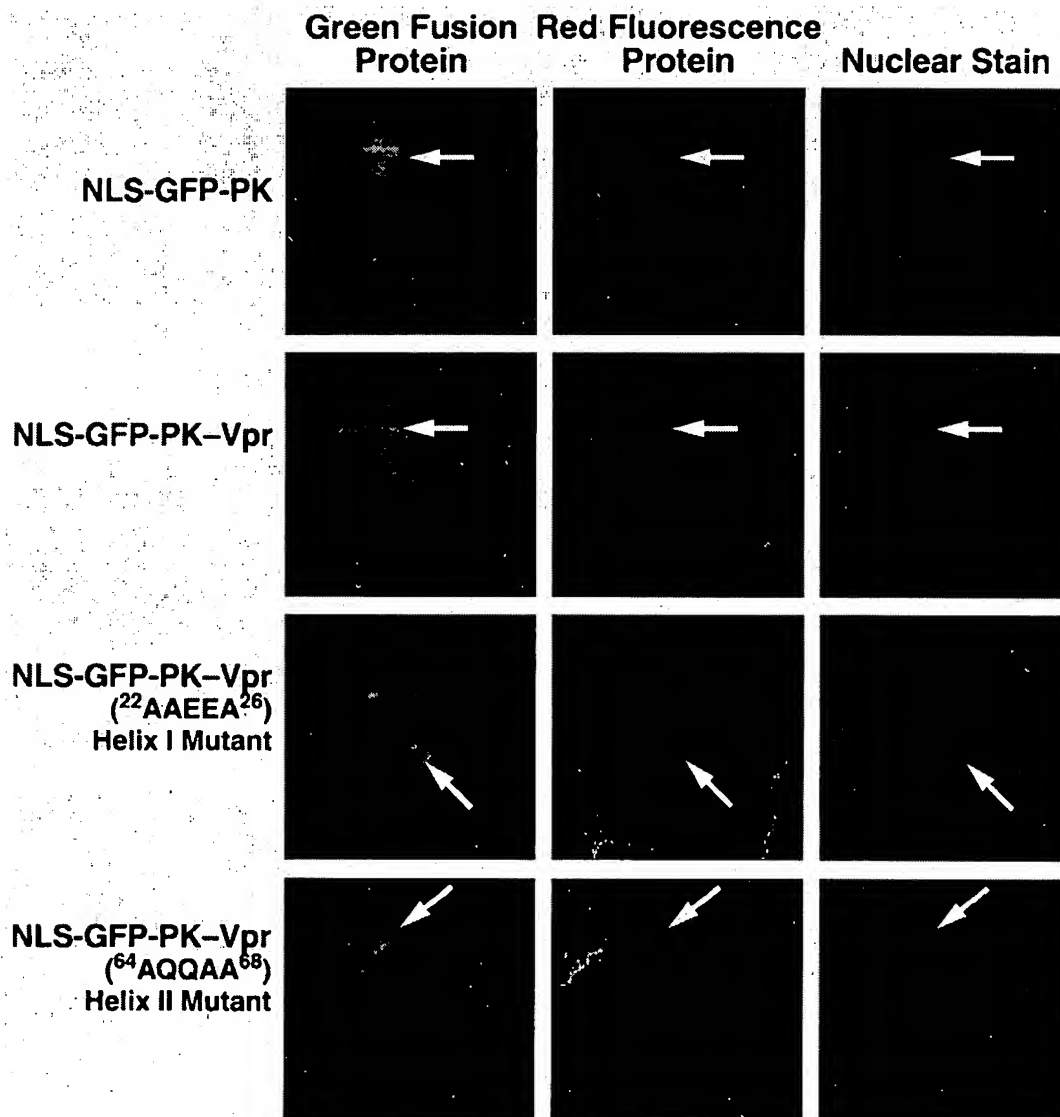 Green Fusion Protein
Red Fluorescence Protein
Nuclear Stain
NLS-GFP-PK
NLS-GFP-PK–Vpr
NLS-GFP-PK–Vpr
(²²AAEEA²⁶)
Helix I Mutant
NLS-GFP-PK–Vpr
(⁶⁴AQQAA⁶⁸)
Helix II Mutant